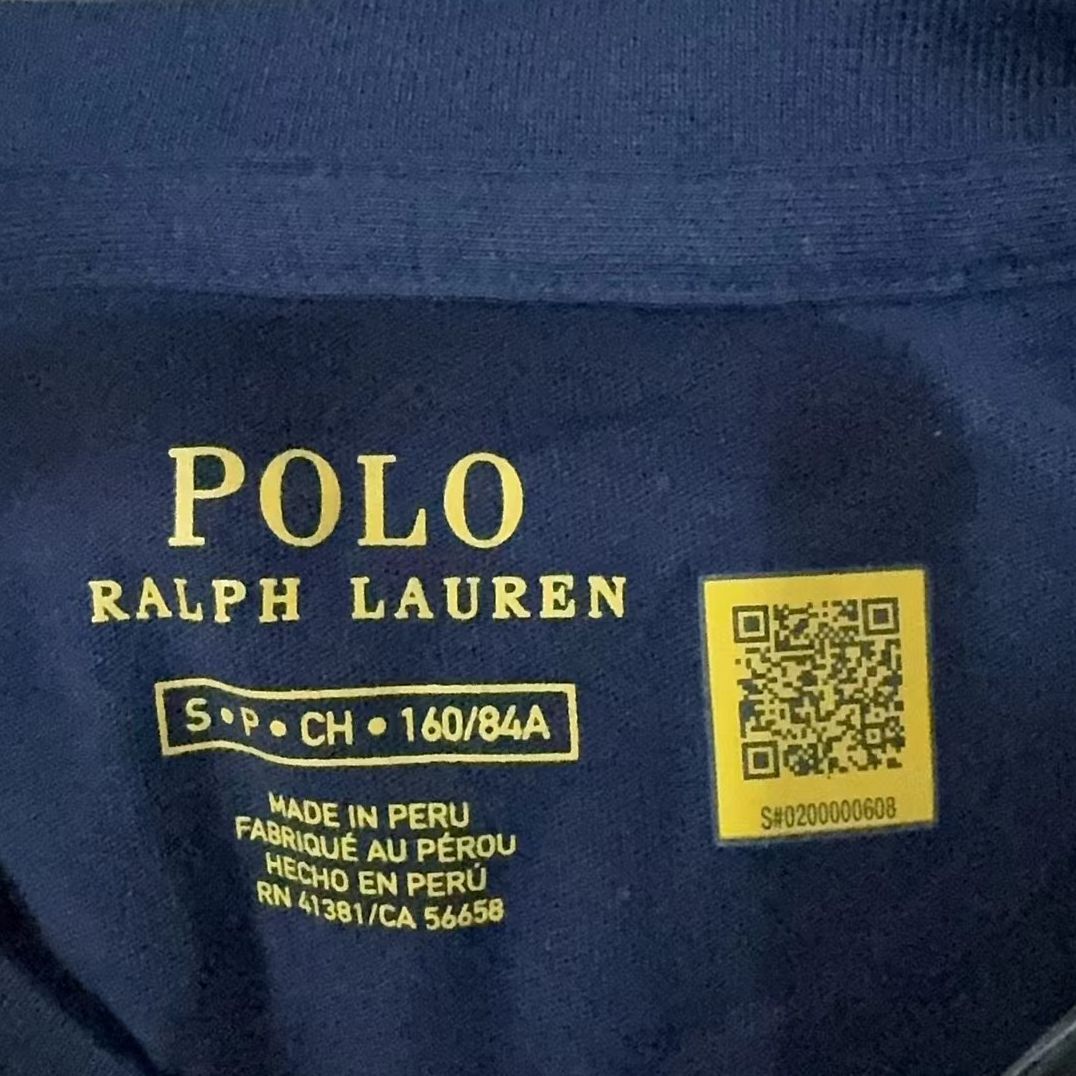 POLO
RALPH LAUREN
S • P • CH • 160/84A
MADE IN PERU
FABRIQUÉ AU PÉROU
HECHO EN PERÚ
RN 41381/CA 56658
S#0200000608